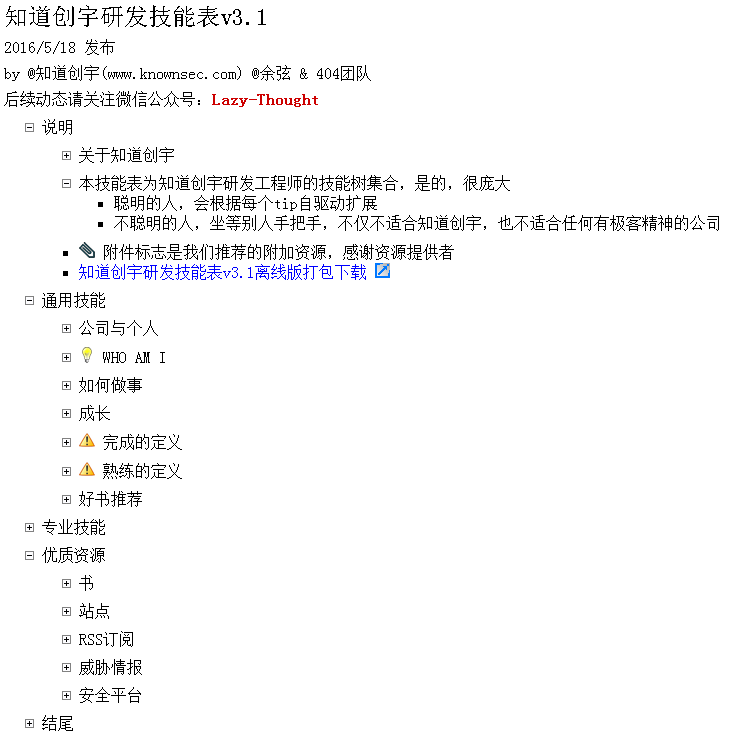 知道创宇研发技能表v3.1
2016/5/18 发布
by @知道创宇(www.knownsec.com) @余弦 & 404团队
后续动态请关注微信公众号：Lazy-Thought
说明
关于知道创宇
本技能表为知道创宇研发工程师的技能树集合，是的，很庞大
聪明的人，会根据每个tip自驱动扩展
不聪明的人，坐等别人手把手，不仅不适合知道创宇，也不适合任何有极客精神的公司
附件标志是我们推荐的附加资源，感谢资源提供者
知道创宇研发技能表v3.1离线版打包下载
通用技能
公司与个人
WHO AM I
如何做事
成长
完成的定义
熟练的定义
好书推荐
专业技能
优质资源
书
站点
RSS订阅
威胁情报
安全平台
结尾